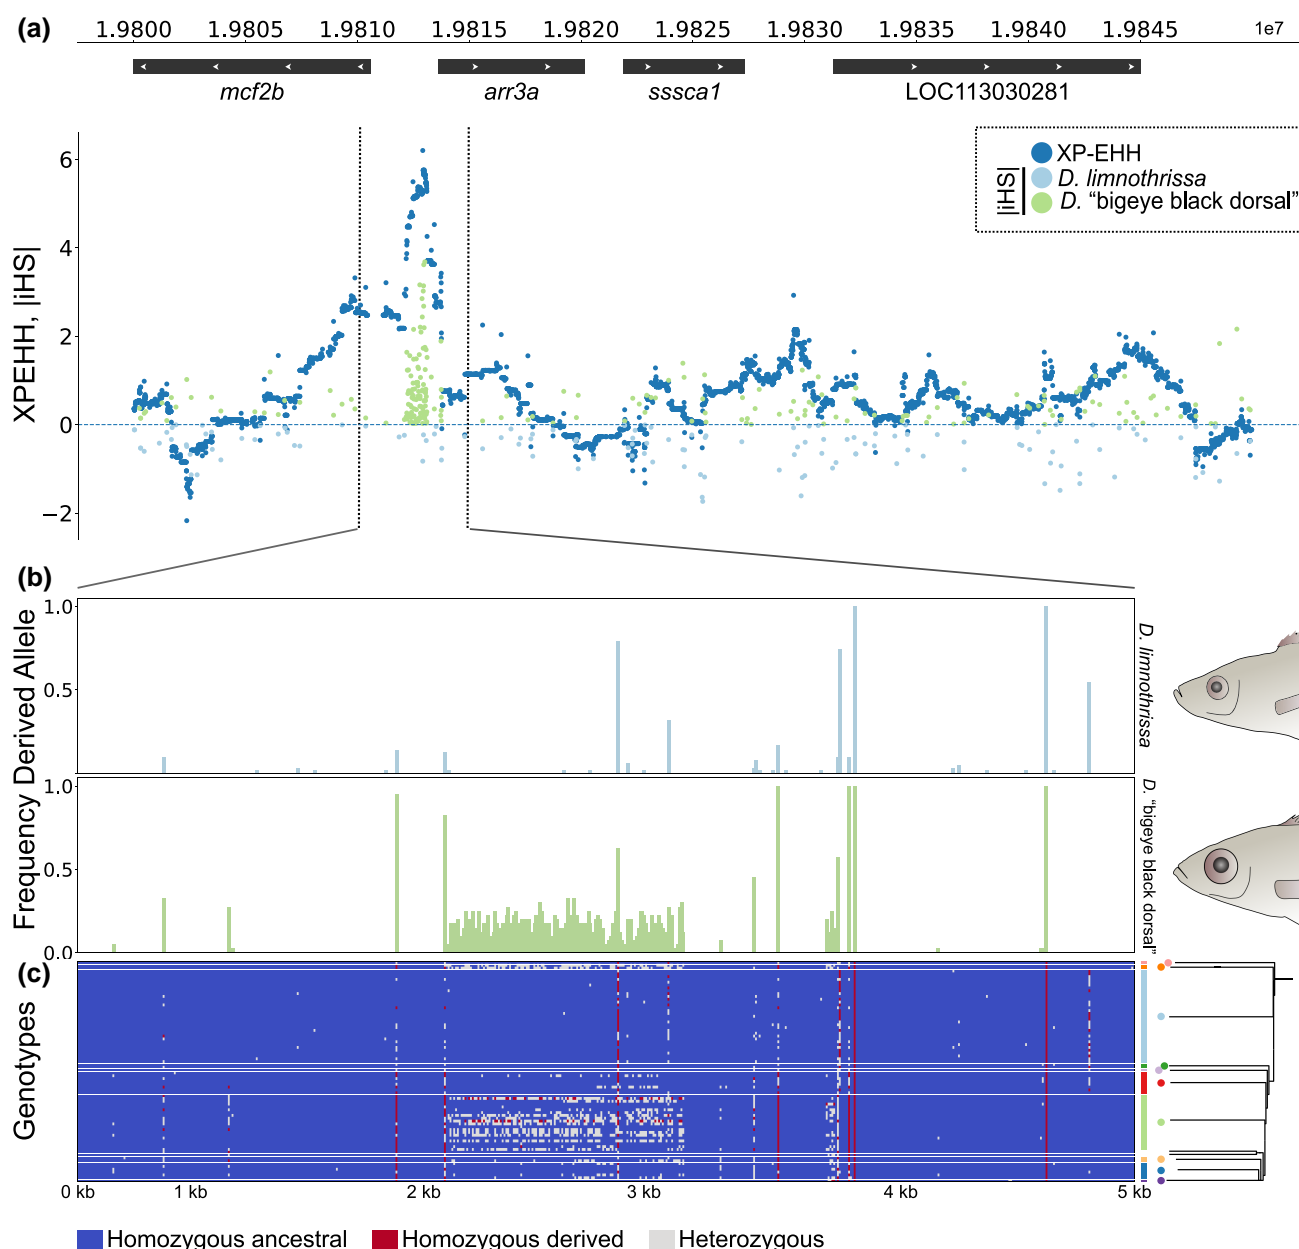 (a)
1.9800 1.9805 1.9810 1.9815 1.9820 1.9825 1.9830 1.9835 1.9840 1.9845 1e7
mcf2b arr3a sssca1 LOC113030281
XPEHH, |iHS|
6
4
2
0
−2
XP-EHH
|iHS|
D. limnothrissa
D. “bigeye black dorsal”
(b)
Frequency Derived Allele
1.0
0.5
D. limnothrissa
1.0
0.5
0.0
D. “bigeye black dorsal”
(c)
Genotypes
0 kb 1 kb 2 kb 3 kb 4 kb 5 kb
Homozygous ancestral Homozygous derived Heterozygous